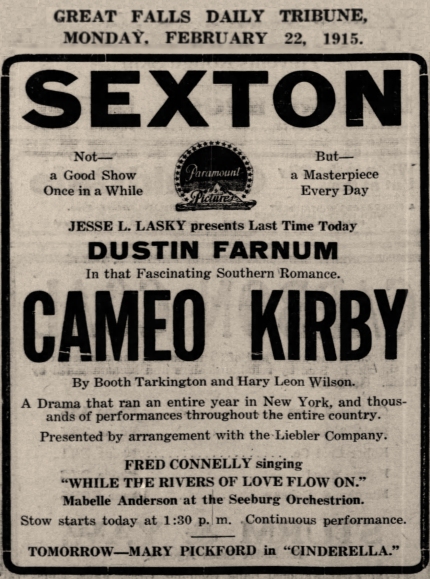 GREAT FALLS DAILY TRIBUNE,
MONDAY, FEBRUARY 22, 1915.
SEXTON
Not—
a Good Show
Once in a While
Paramount
Pictures
But—
a Masterpiece
Every Day
JESSE L. LASKY presents Last Time Today
DUSTIN FARNUM
In that Fascinating Southern Romance.
CAMEO KIRBY
By Booth Tarkington and Hary Leon Wilson.
A Drama that ran an entire year in New York, and thous-
ands of performances throughout the entire country.
Presented by arrangement with the Liebler Company.
FRED CONNELLY singing
"WHILE THE RIVERS OF LOVE FLOW ON."
Mabelle Anderson at the Seeburg Orchestrion.
Stow starts today at 1:30 p. m. Continuous performance.
TOMORROW—MARY PICKFORD in "CINDERELLA."